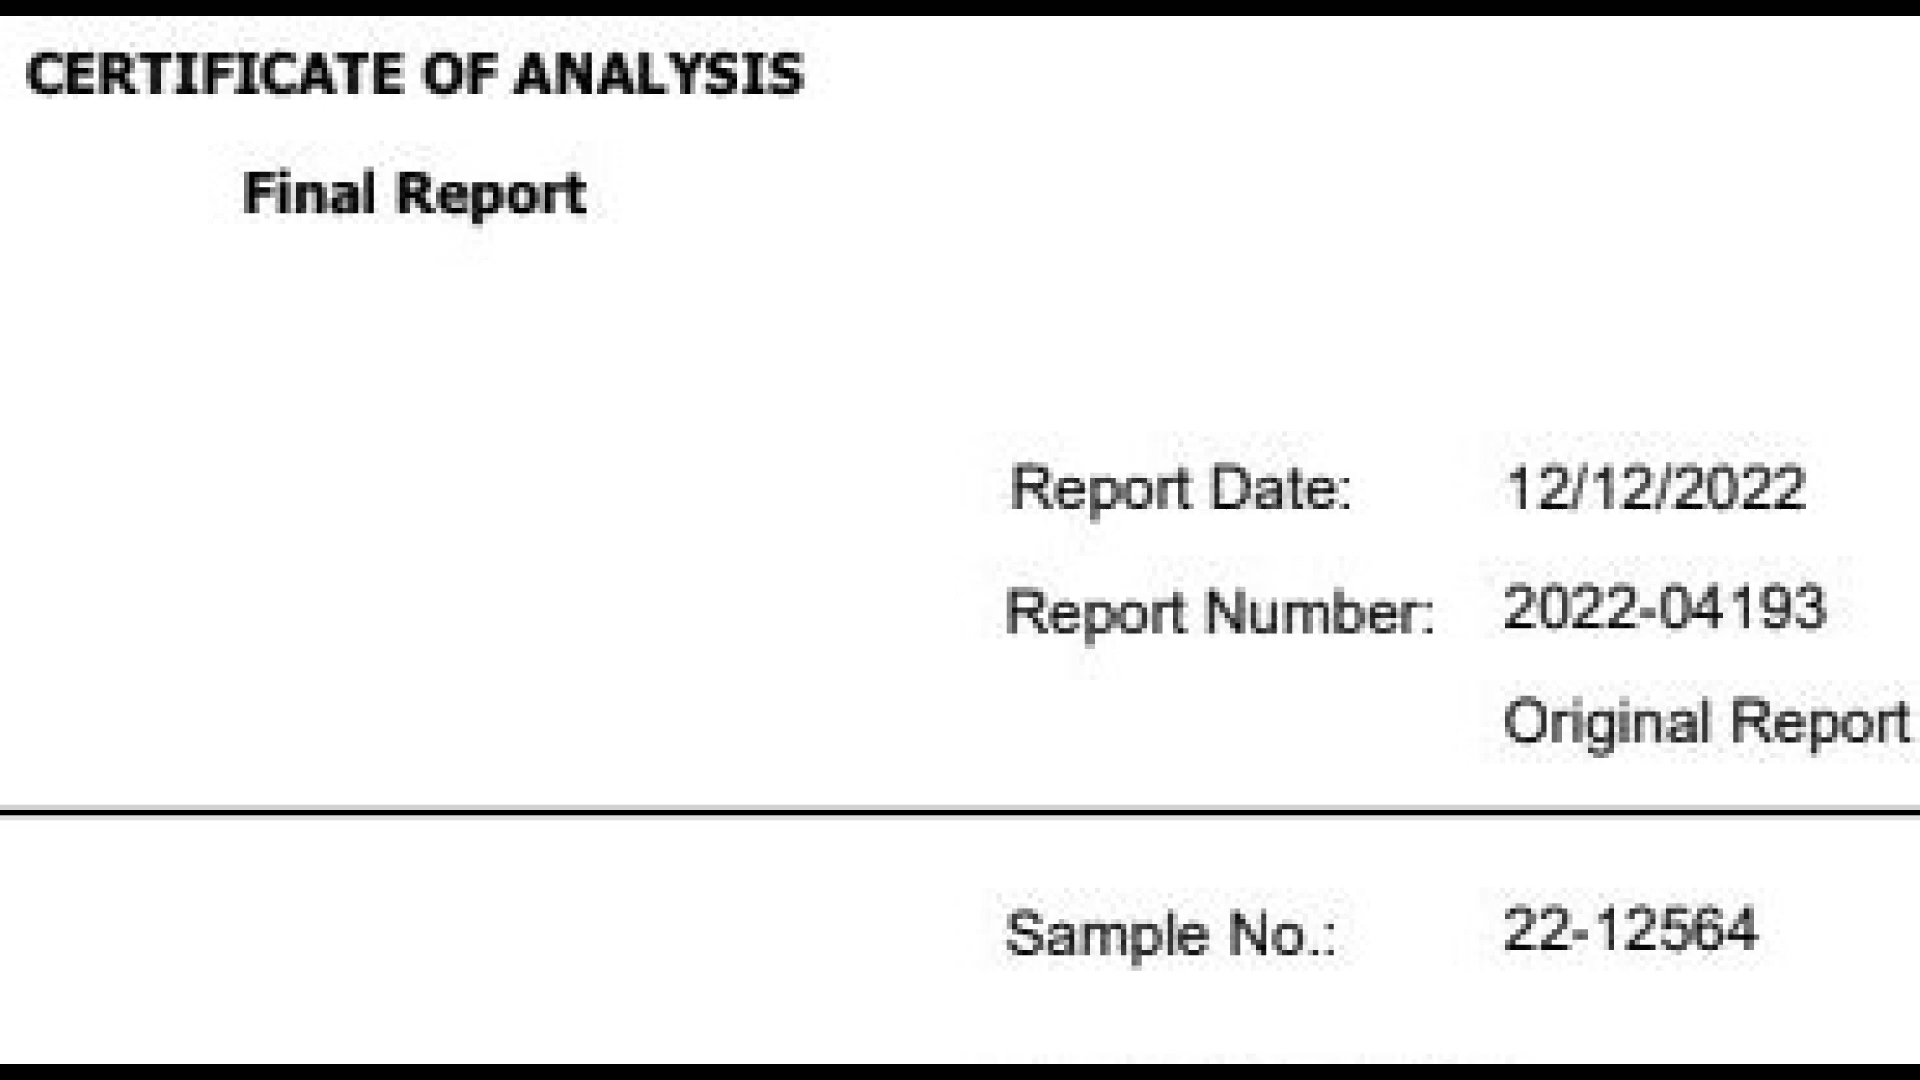 CERTIFICATE OF ANALYSIS
Final Report
Report Date: 12/12/2022
Report Number: 2022-04193
Original Report
Sample No.: 22-12564